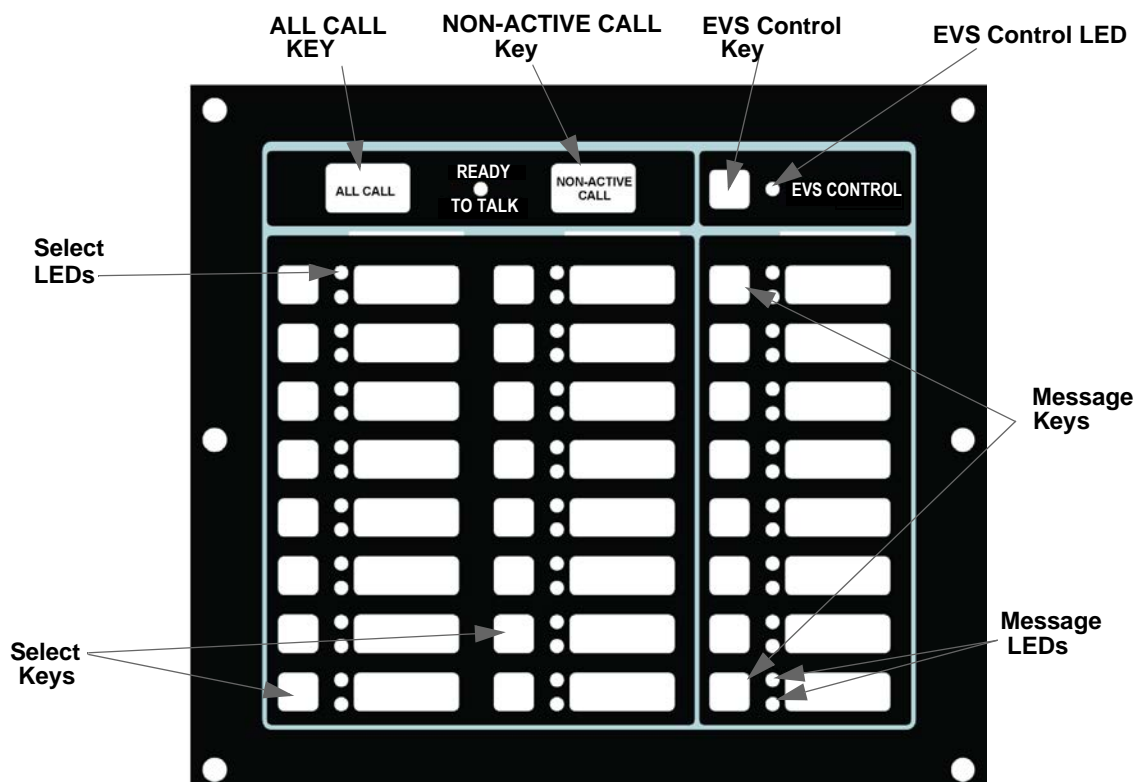 ALL CALL
KEY
NON-ACTIVE CALL
Key
EVS Control
Key
EVS Control LED
ALL CALL
READY
TO TALK
NON-ACTIVE
CALL
EVS CONTROL
Select
LEDs
Message
Keys
Select
Keys
Message
LEDs